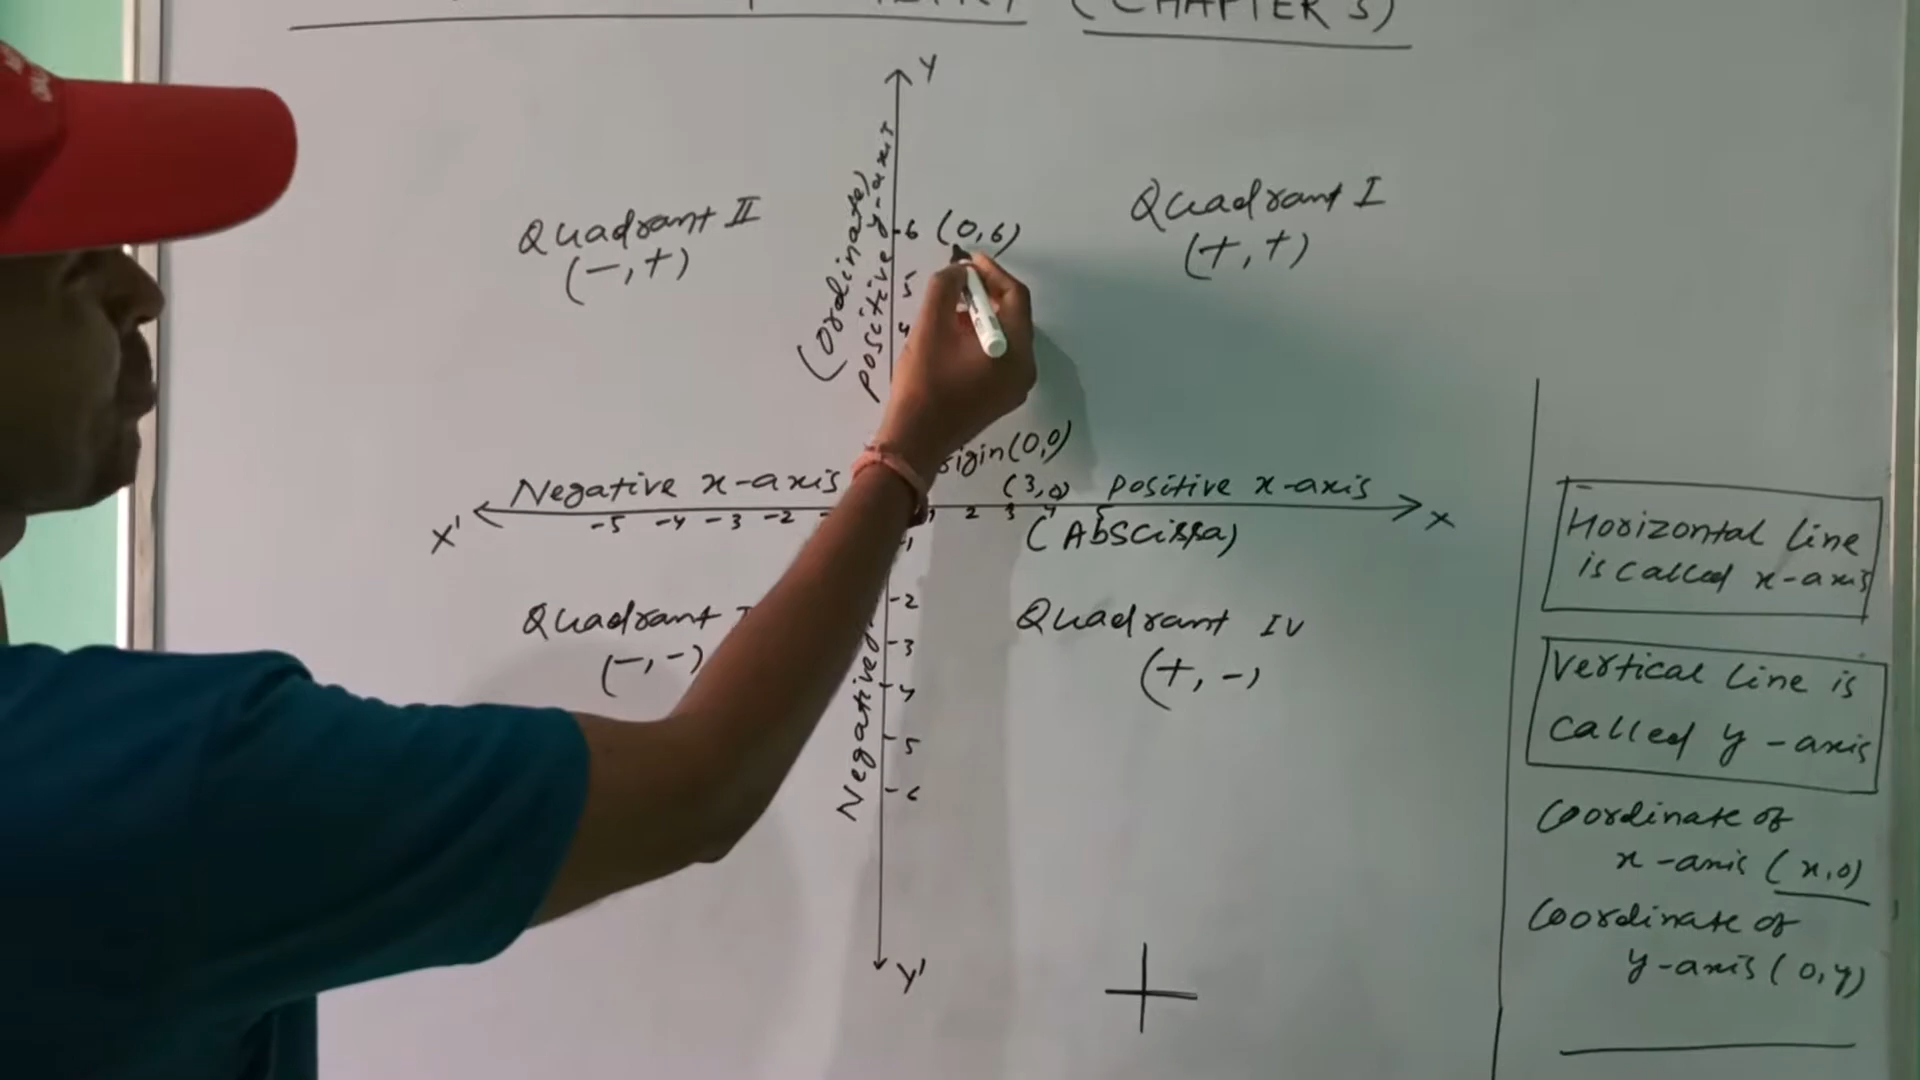 (CHAPTER 3)
Y
(Ordinate)
Positive y-axis
Quadrant II
(-,+)
Quadrant I
(+,+)
6 (0,6)
5
4
Origin(0,0)
Negative x-axis
(3,0) Positive x-axis
X' -5 -4 -3 -2 1 2 3 4 5 X
(Abscissa)
-1
-2
-3
-4
-5
-6
Negative
Quadrant
(-,-)
Quadrant IV
(+,-)
Y'
Horizontal line
is called x-axis
Vertical line is
called y-axis
Coordinate of
x-axis (x,0)
Coordinate of
y-axis (0,y)